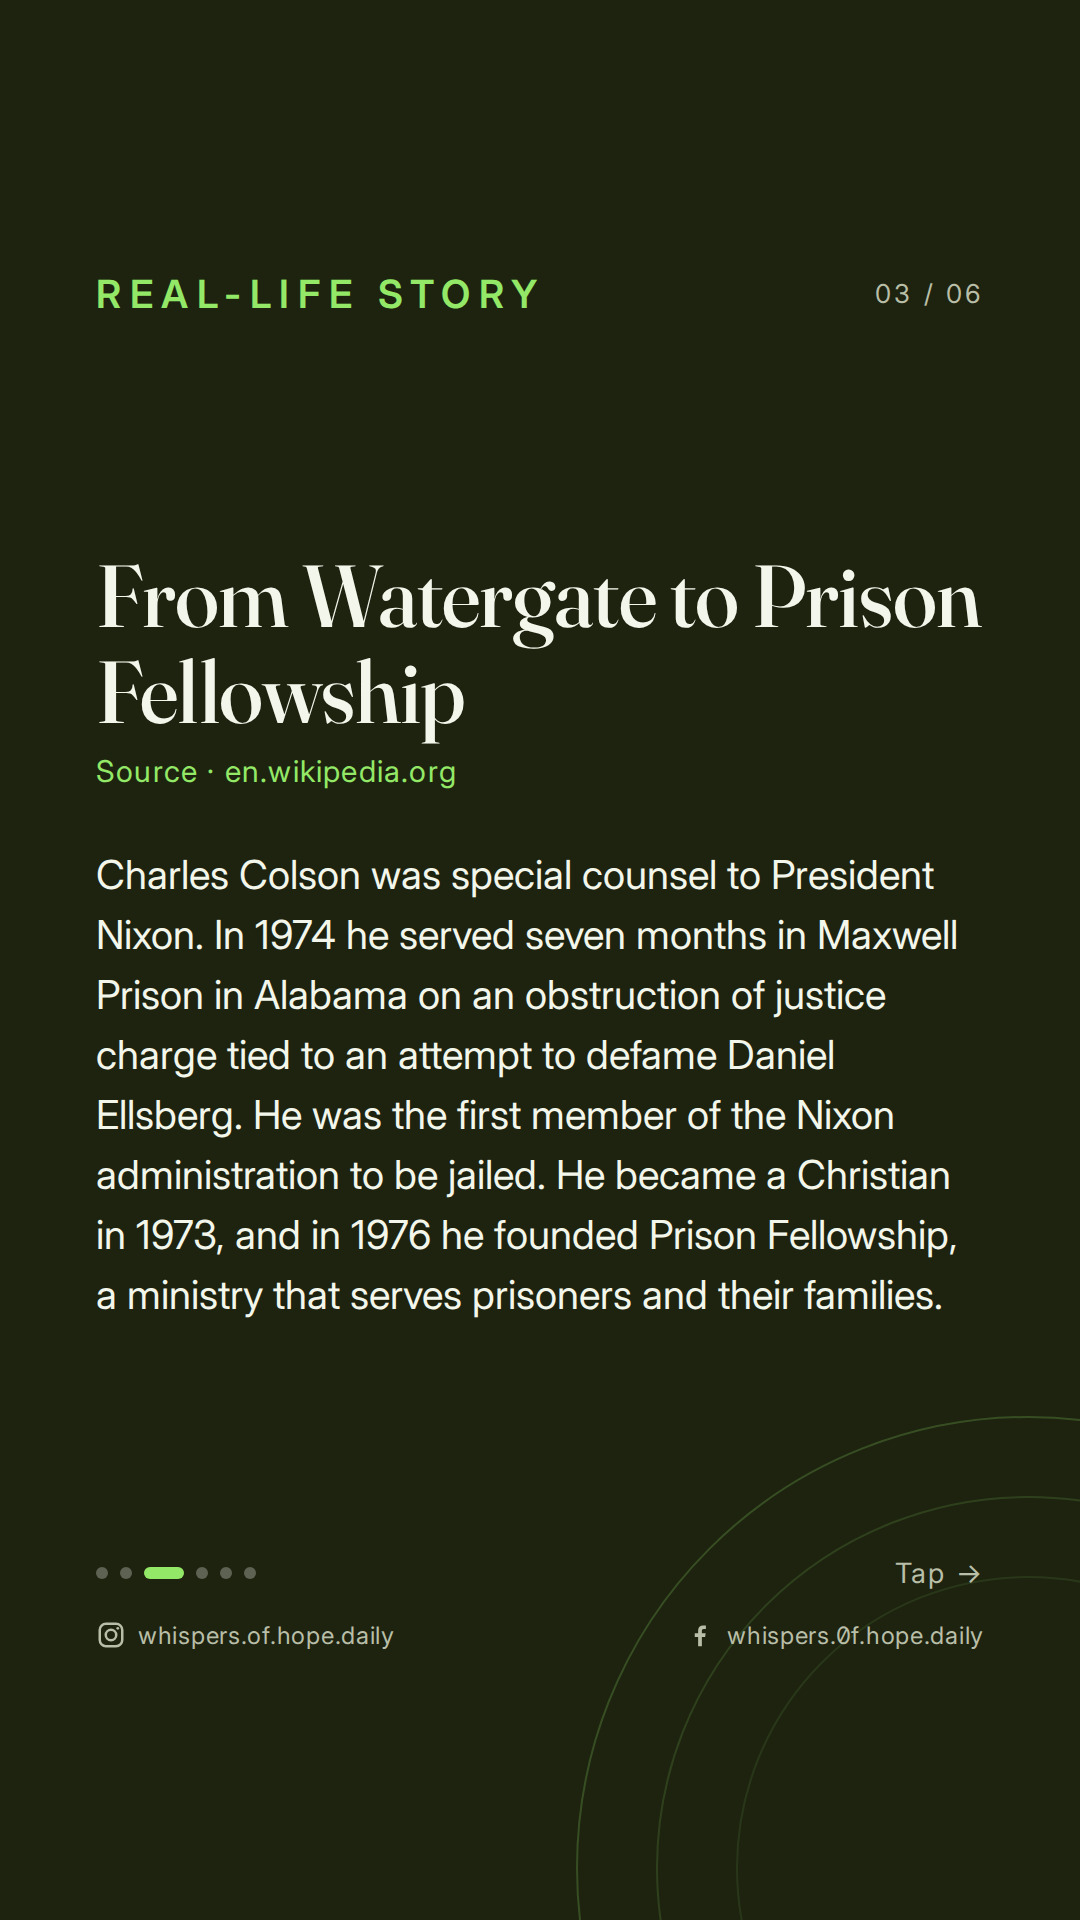 REAL-LIFE STORY
03 / 06
From Watergate to Prison
Fellowship
Source · en.wikipedia.org
Charles Colson was special counsel to President
Nixon. In 1974 he served seven months in Maxwell
Prison in Alabama on an obstruction of justice
charge tied to an attempt to defame Daniel
Ellsberg. He was the first member of the Nixon
administration to be jailed. He became a Christian
in 1973, and in 1976 he founded Prison Fellowship,
a ministry that serves prisoners and their families.
Tap →
whispers.of.hope.daily
whispers.0f.hope.daily